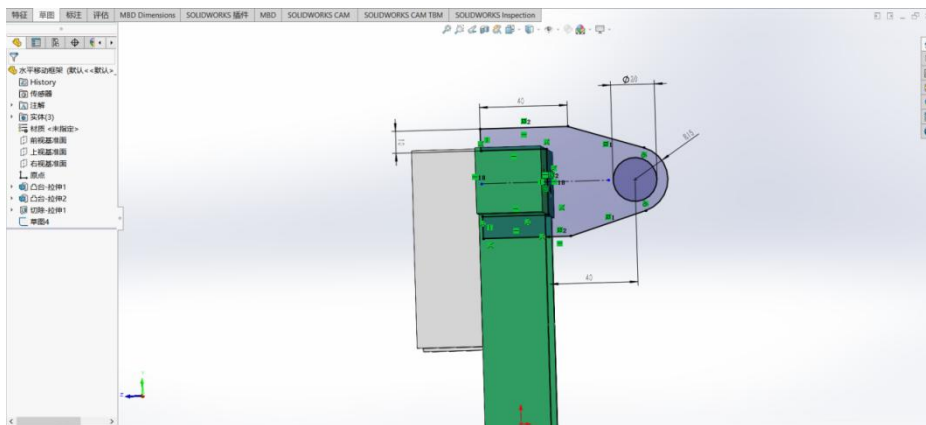 特征 草图 标注 评估 MBD Dimensions SOLIDWORKS 插件 MBD SOLIDWORKS CAM SOLIDWORKS CAM TBM SOLIDWORKS Inspection
水平移动框架 (默认<<默认>_
History
传感器
注解
实体(3)
材质 <未指定>
前视基准面
上视基准面
右视基准面
原点
凸台-拉伸1
凸台-拉伸2
切除-拉伸1
草图4
40
40